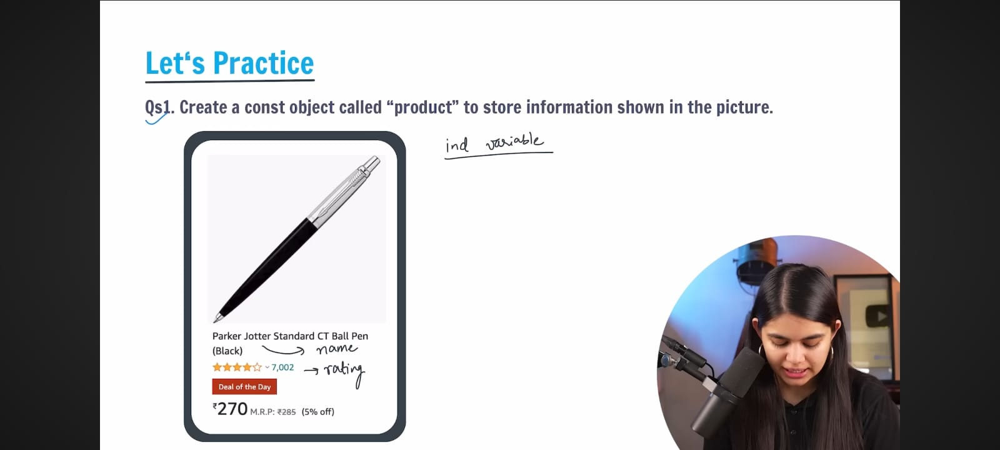 Let‘s Practice
Qs1. Create a const object called “product” to store information shown in the picture.
ind variable
Parker Jotter Standard CT Ball Pen
(Black) → name
7,002 → rating
Deal of the Day
₹270 M.R.P: ₹285 (5% off)